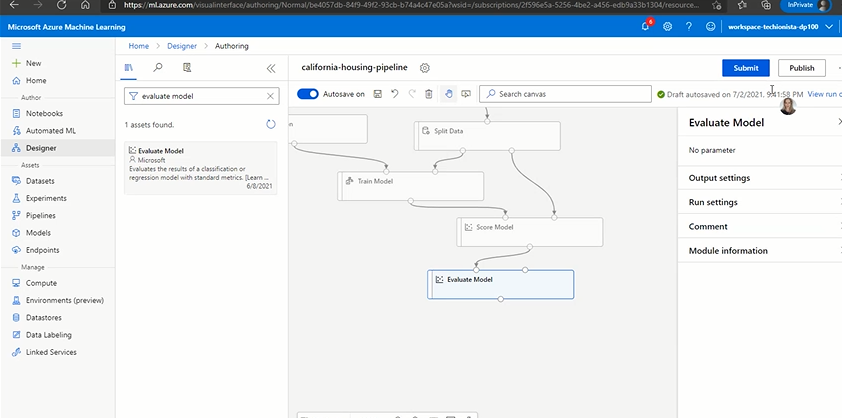 https://ml.azure.com/visualinterface/authoring/Normal/be4057db-84f9-49f2-93cb-b74a4c47e05a?wsid=/subscriptions/2f596e5a-5256-4be2-a456-edb9a33b1304/resource...
InPrivate
Microsoft Azure Machine Learning
6
workspace-techionista-dp100
New
Home
Author
Notebooks
Automated ML
Designer
Assets
Datasets
Experiments
Pipelines
Models
Endpoints
Manage
Compute
Environments (preview)
Datastores
Data Labeling
Linked Services
Home > Designer > Authoring
evaluate model
1 assets found.
Evaluate Model
Microsoft
Evaluates the results of a classification or
regression model with standard metrics. [Learn ...
6/8/2021
california-housing-pipeline
Submit
Publish
Autosave on
Search canvas
Draft autosaved on 7/2/2021, 9:41:58 PM
View run
Split Data
Train Model
Score Model
Evaluate Model
Evaluate Model
No parameter
Output settings
Run settings
Comment
Module information